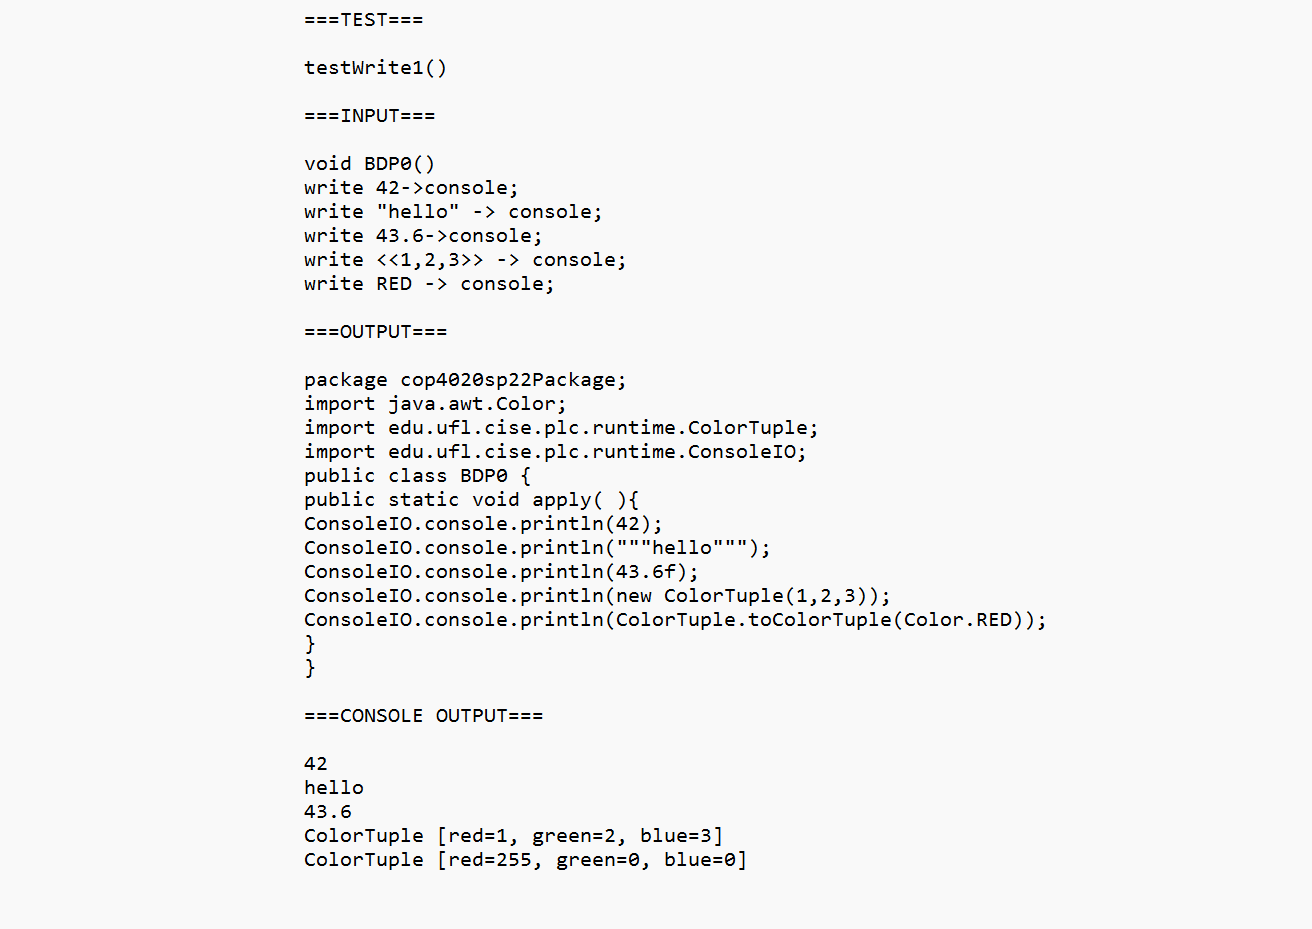 ===TEST===
testWrite1()
===INPUT===
void BDP0()
write 42->console;
write "hello" -> console;
write 43.6->console;
write <<1,2,3>> -> console;
write RED -> console;
===OUTPUT===
package cop4020sp22Package;
import java.awt.Color;
import edu.ufl.cise.plc.runtime.ColorTuple;
import edu.ufl.cise.plc.runtime.ConsoleIO;
public class BDP0 {
public static void apply( ){
ConsoleIO.console.println(42);
ConsoleIO.console.println("""hello""");
ConsoleIO.console.println(43.6f);
ConsoleIO.console.println(new ColorTuple(1,2,3));
ConsoleIO.console.println(ColorTuple.toColorTuple(Color.RED));
}
}
===CONSOLE OUTPUT===
42
hello
43.6
ColorTuple [red=1, green=2, blue=3]
ColorTuple [red=255, green=0, blue=0]